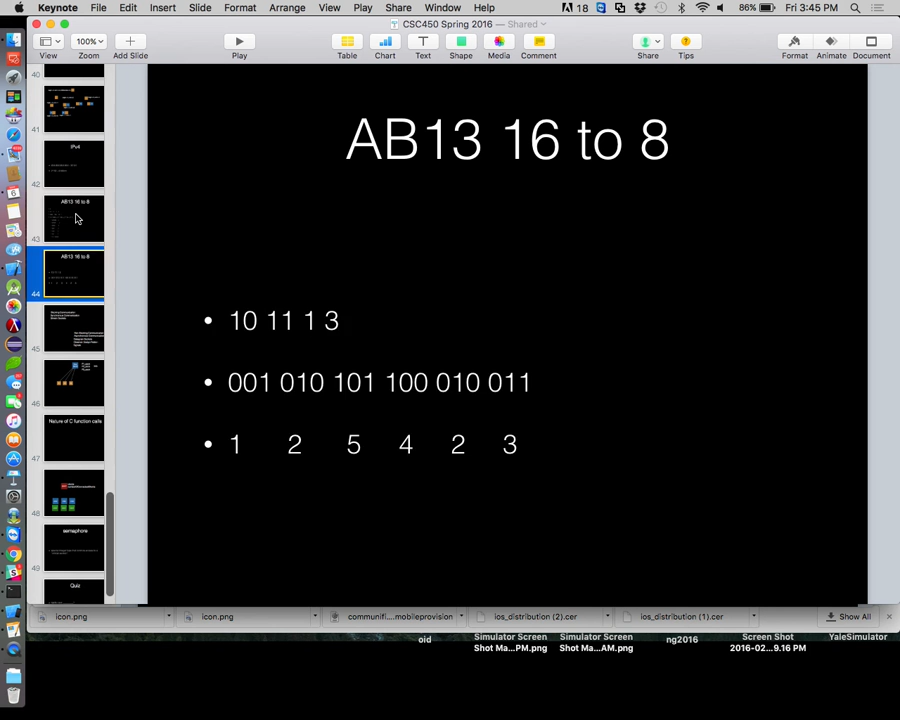 Keynote File Edit Insert Slide Format Arrange View Play Share Window Help 18 86% Fri 3:45 PM
CSC450 Spring 2016 — Shared
100%
View Zoom Add Slide Play Table Chart Text Shape Media Comment Share Tips Format Animate Document
40
41
IPv4
42
AB13 16 to 8
43
AB13 16 to 8
44
45
46
Nature of C function calls
47
48
semaphore
49
Quiz
AB13 16 to 8
• 10 11 1 3
• 001 010 101 100 010 011
• 1 2 5 4 2 3
icon.png icon.png communifi....mobileprovision ios_distribution (2).cer ios_distribution (1).cer Show All
oid Simulator Screen Simulator Screen ng2016 Screen Shot YaleSimulator
Shot Ma...PM.png Shot Ma...AM.png 2016-02...9.16 PM